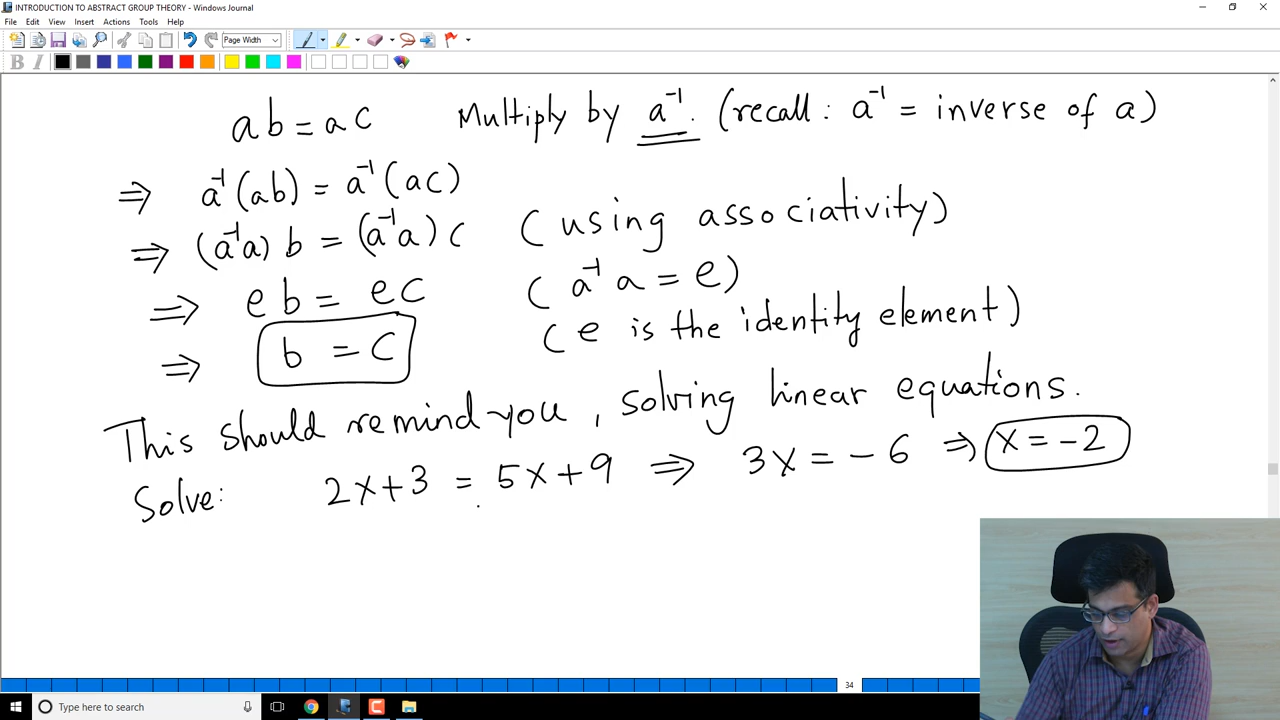 INTRODUCTION TO ABSTRACT GROUP THEORY - Windows Journal
File Edit View Insert Actions Tools Help
Page Width
B I
ab = ac Multiply by a⁻¹. (recall : a⁻¹ = inverse of a)
⇒ a⁻¹(ab) = a⁻¹(ac)
⇒ (a⁻¹a) b = (a⁻¹a) c (using associativity)
⇒ eb = ec (a⁻¹a = e)
⇒ b = c (e is the identity element)
This should remind you, solving linear equations.
Solve: 2x+3 = 5x+9 ⇒ 3x = -6 ⇒ x = -2
34
Type here to search